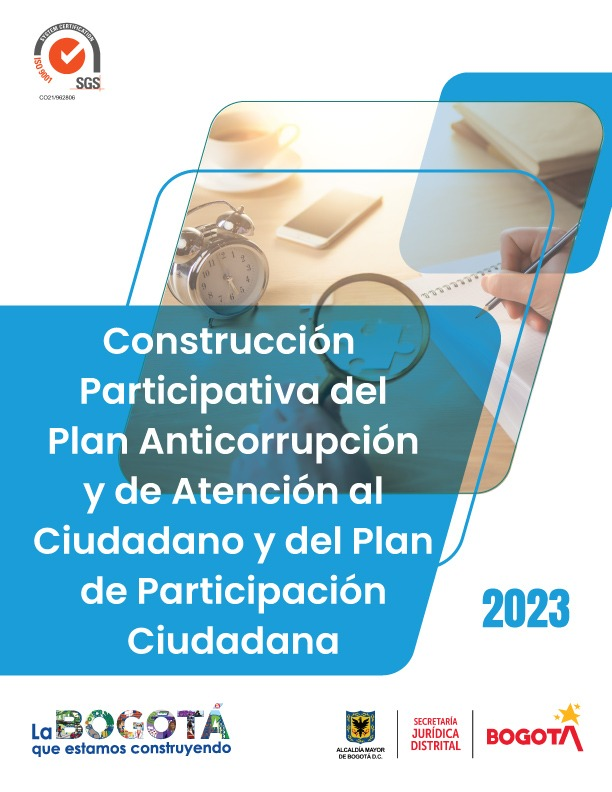 SYSTEM CERTIFICATION
ISO 9001
SGS
CO21/962806
Construcción
Participativa del
Plan Anticorrupción
y de Atención al
Ciudadano y del Plan
de Participación
Ciudadana
2023
La BOGOTÁ
que estamos construyendo
ALCALDÍA MAYOR
DE BOGOTÁ D.C.
SECRETARÍA
JURÍDICA
DISTRITAL
BOGOTÁ